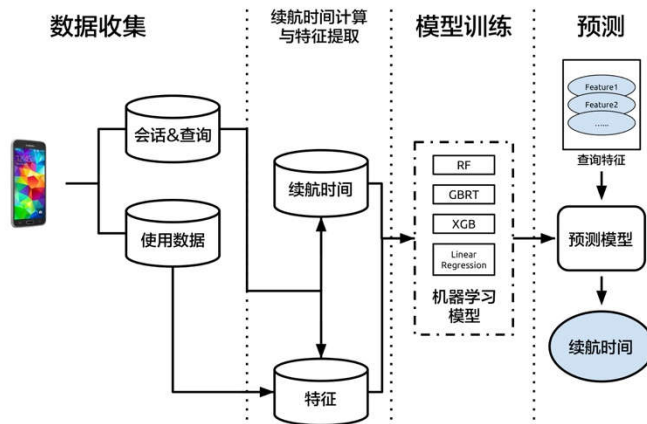 数据收集
续航时间计算
与特征提取
模型训练
预测
会话&查询
使用数据
续航时间
特征
RF
GBRT
XGB
Linear
Regression
机器学习
模型
Feature1
Feature2
......
查询特征
预测模型
续航时间